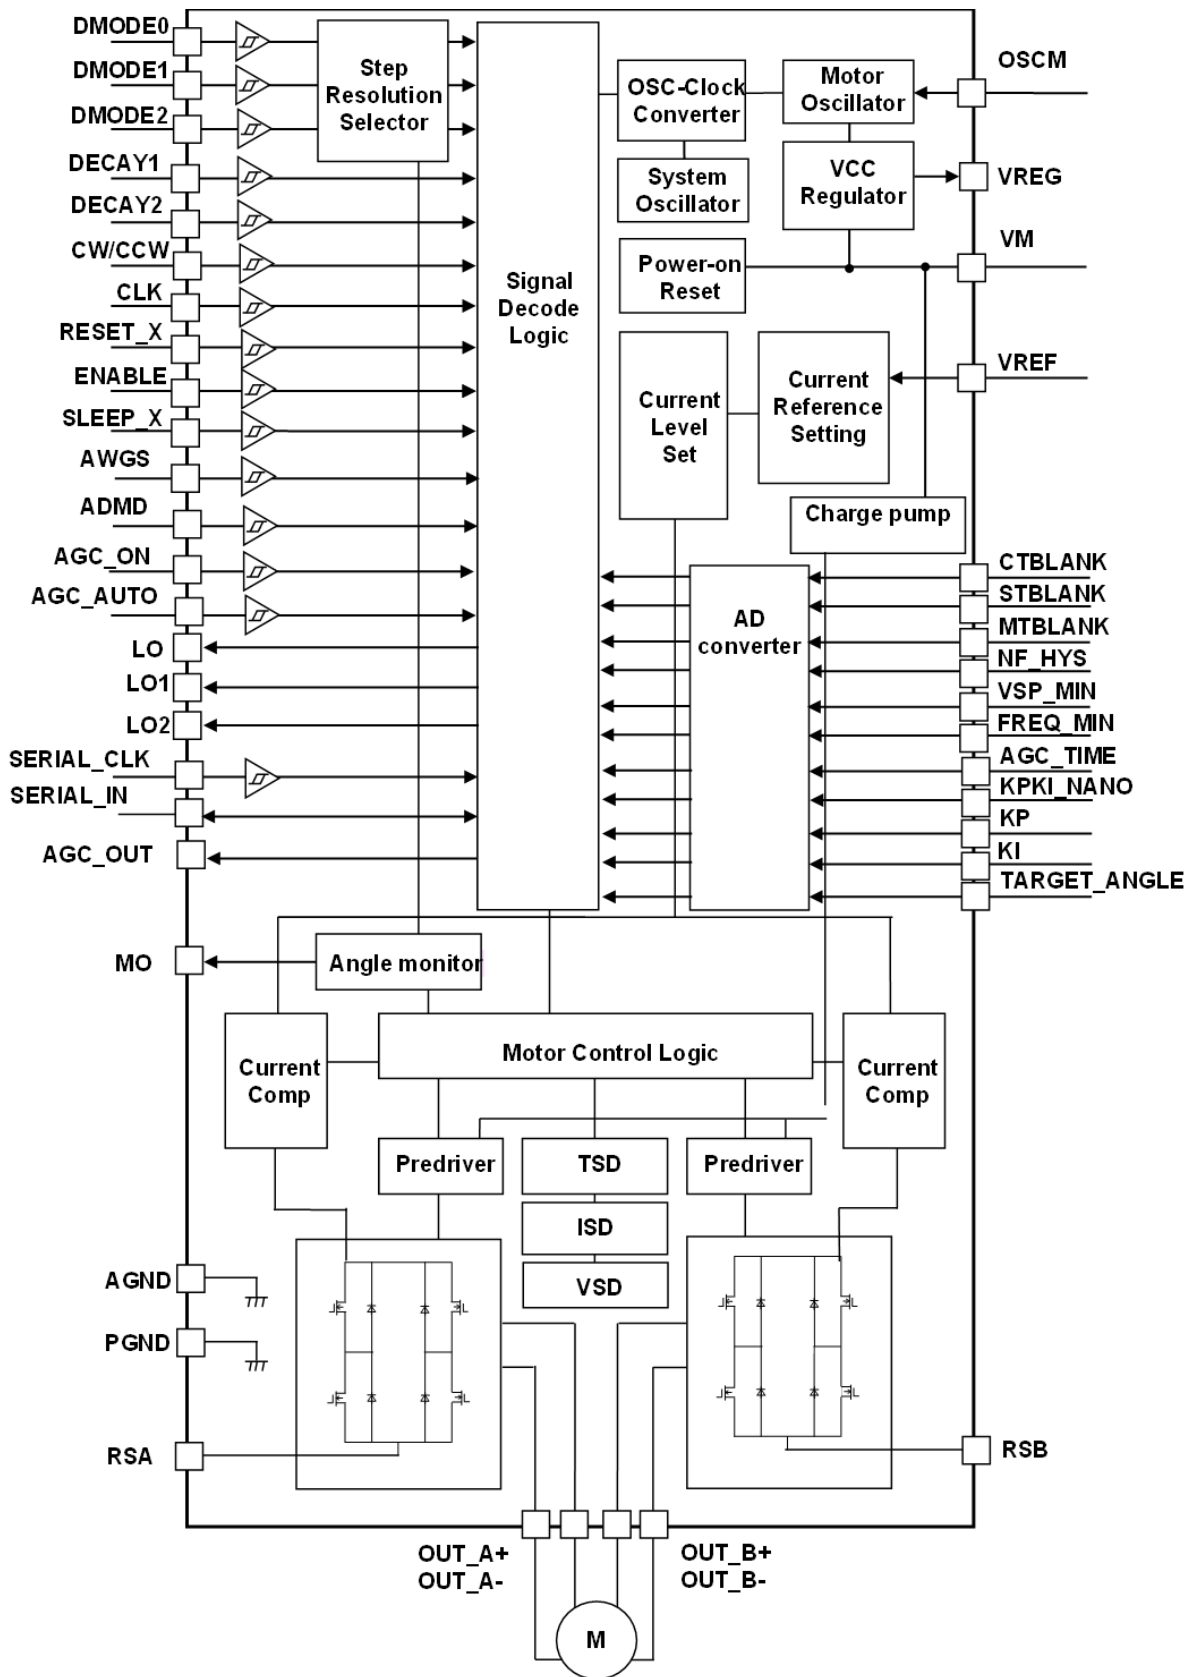 DMODE0
DMODE1
DMODE2
DECAY1
DECAY2
CW/CCW
CLK
RESET_X
ENABLE
SLEEP_X
AWGS
ADMD
AGC_ON
AGC_AUTO
LO
LO1
LO2
SERIAL_CLK
SERIAL_IN
AGC_OUT
MO
AGND
PGND
RSA
Step
Resolution
Selector
Signal
Decode
Logic
OSC-Clock
Converter
Motor
Oscillator
System
Oscillator
VCC
Regulator
Power-on
Reset
Current
Level
Set
Current
Reference
Setting
Charge pump
AD
converter
OSCM
VREG
VM
VREF
CTBLANK
STBLANK
MTBLANK
NF_HYS
VSP_MIN
FREQ_MIN
AGC_TIME
KPKI_NANO
KP
KI
TARGET_ANGLE
Angle monitor
Current
Comp
Motor Control Logic
Current
Comp
Predriver
TSD
Predriver
ISD
VSD
RSB
OUT_A+
OUT_A-
OUT_B+
OUT_B-
M